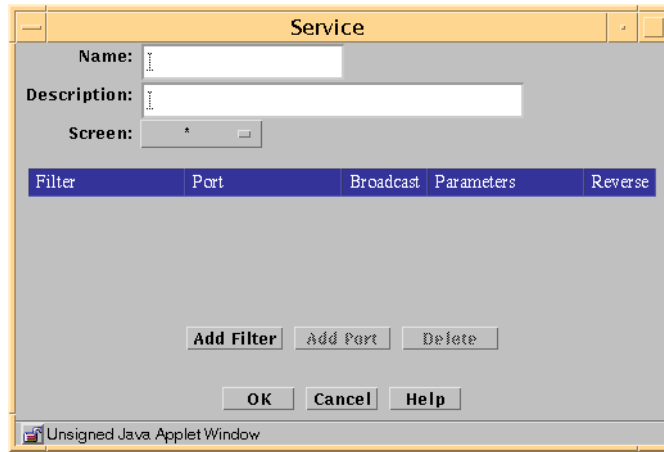 Service
Name:
Description:
Screen: *
Filter Port Broadcast Parameters Reverse
Add Filter Add Port Delete
OK Cancel Help
Unsigned Java Applet Window